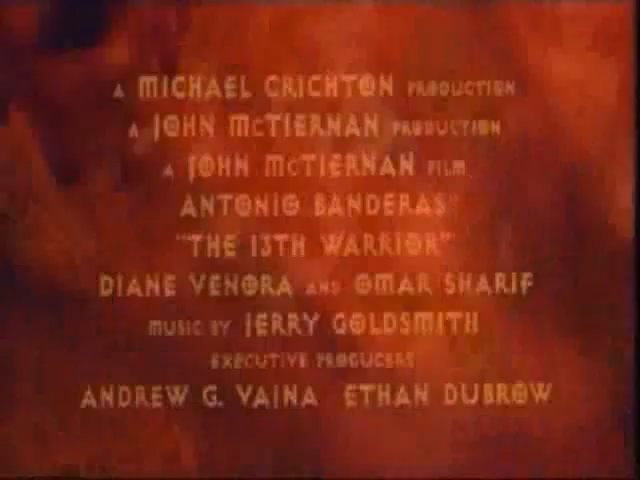 A MICHAEL CRICHTON PRODUCTION
A JOHN McTIERNAN PRODUCTION
A JOHN McTIERNAN FILM
ANTONIO BANDERAS
"THE 13TH WARRIOR"
DIANE VENORA AND OMAR SHARIF
MUSIC BY JERRY GOLDSMITH
EXECUTIVE PRODUCERS
ANDREW G. VAINA ETHAN DUBROW